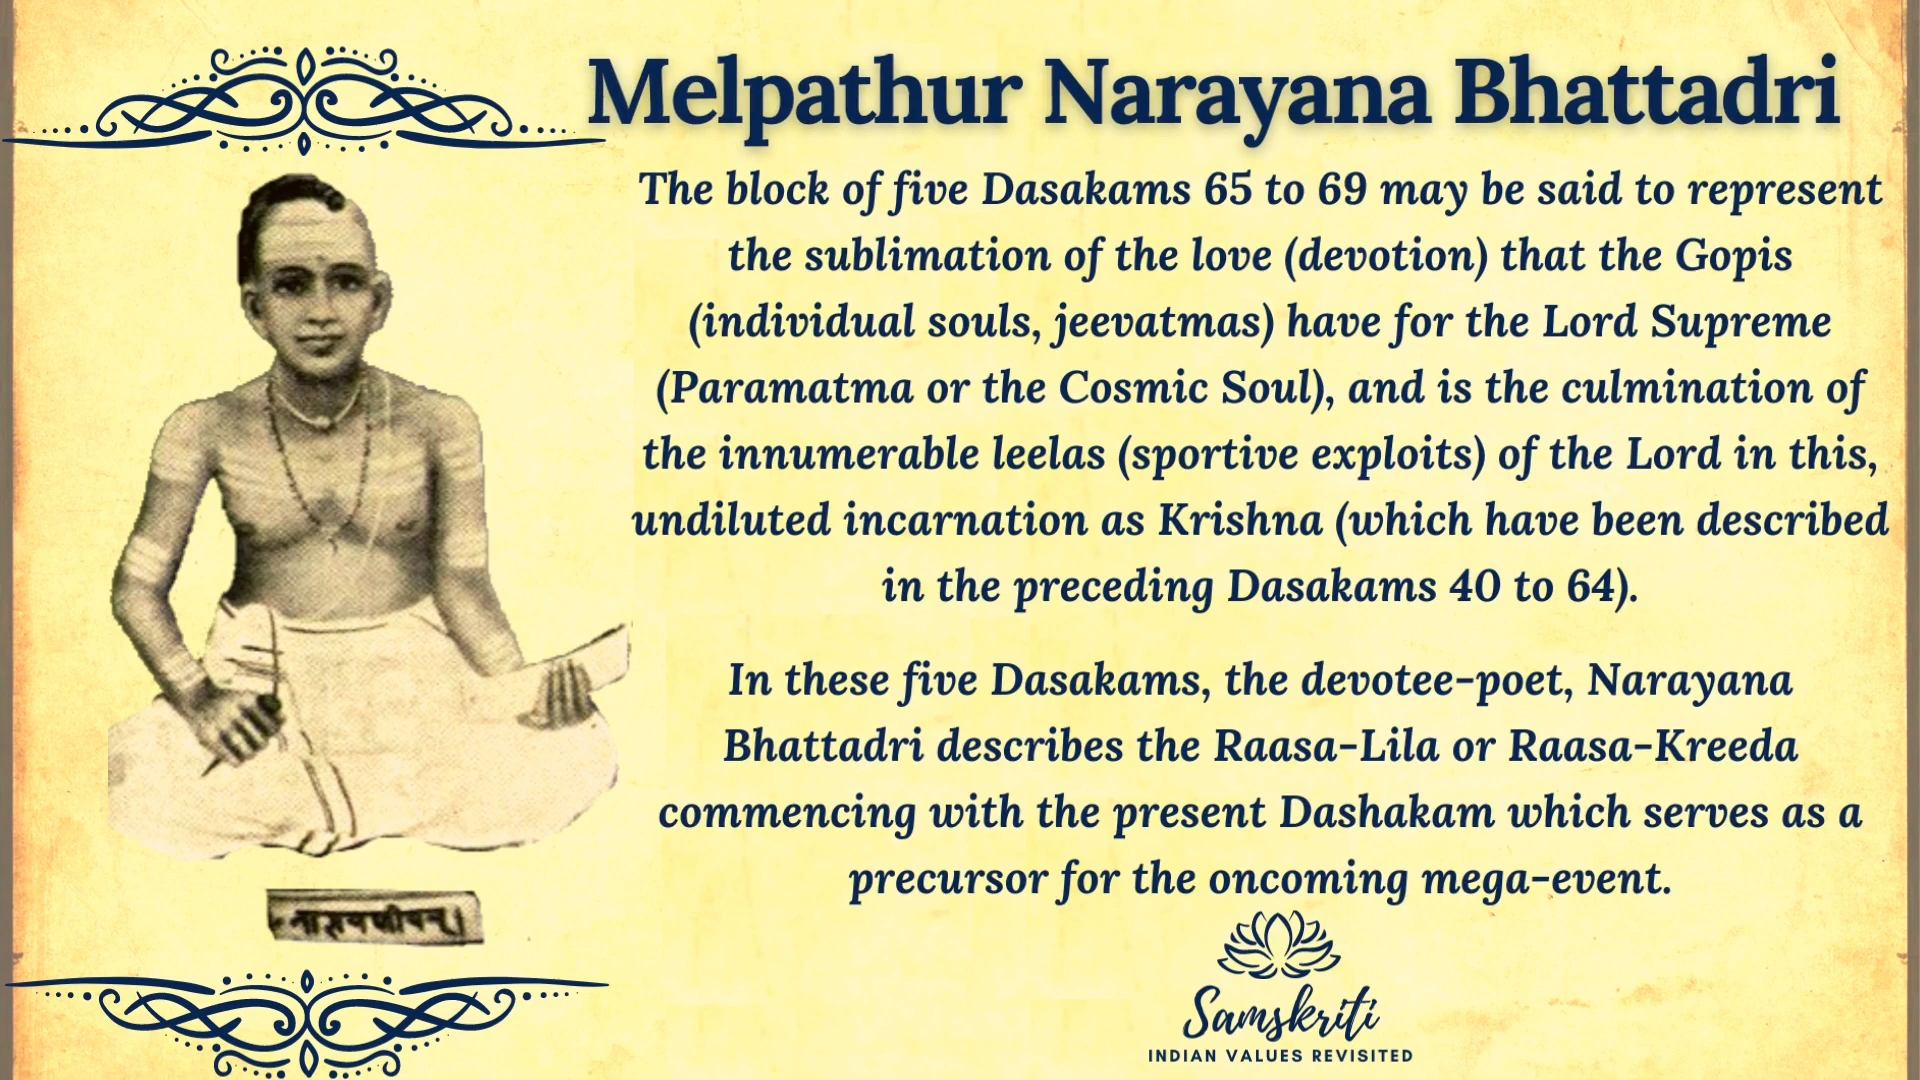 Melpathur Narayana Bhattadri
The block of five Dasakams 65 to 69 may be said to represent
the sublimation of the love (devotion) that the Gopis
(individual souls, jeevatmas) have for the Lord Supreme
(Paramatma or the Cosmic Soul), and is the culmination of
the innumerable leelas (sportive exploits) of the Lord in this,
undiluted incarnation as Krishna (which have been described
in the preceding Dasakams 40 to 64).
In these five Dasakams, the devotee-poet, Narayana
Bhattadri describes the Raasa-Lila or Raasa-Kreeda
commencing with the present Dashakam which serves as a
precursor for the oncoming mega-event.
नारायणीयम्।
Samskriti
INDIAN VALUES REVISITED